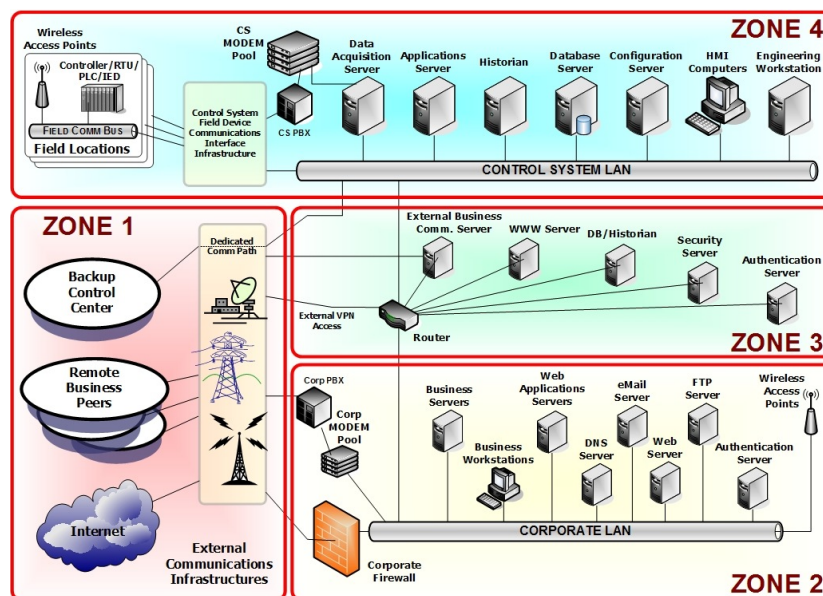 ZONE 4
Wireless
Access Points
Controller/RTU/
PLC/IED
FIELD COMM BUS
Field Locations
CS
MODEM
Pool
CS PBX
Control System
Field Device
Communications
Interface
Infrastructure
Data
Acquisition
Server
Applications
Server
Historian
Database
Server
Configuration
Server
HMI
Computers
Engineering
Workstation
CONTROL SYSTEM LAN
ZONE 1
Dedicated
Comm Path
Backup
Control
Center
Remote
Business
Peers
Internet
External
Communications
Infrastructures
External Business
Comm. Server
WWW Server
DB/Historian
Security
Server
Authentication
Server
External VPN
Access
Router
ZONE 3
Corp PBX
Corp
MODEM
Pool
Corporate
Firewall
Business
Servers
Business
Workstations
Web
Applications
Servers
DNS
Server
eMail
Server
Web
Server
FTP
Server
Authentication
Server
Wireless
Access
Points
CORPORATE LAN
ZONE 2